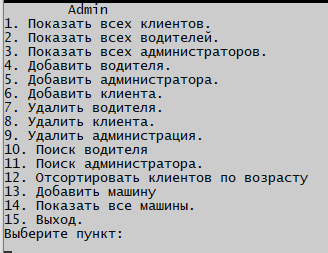 Admin
1. Показать всех клиентов.
2. Показать всех водителей.
3. Показать всех администраторов.
4. Добавить водителя.
5. Добавить администратора.
6. Добавить клиента.
7. Удалить водителя.
8. Удалить клиента.
9. Удалить администрация.
10. Поиск водителя
11. Поиск администратора.
12. Отсортировать клиентов по возрасту
13. Добавить машину
14. Показать все машины.
15. Выход.
Выберите пункт: